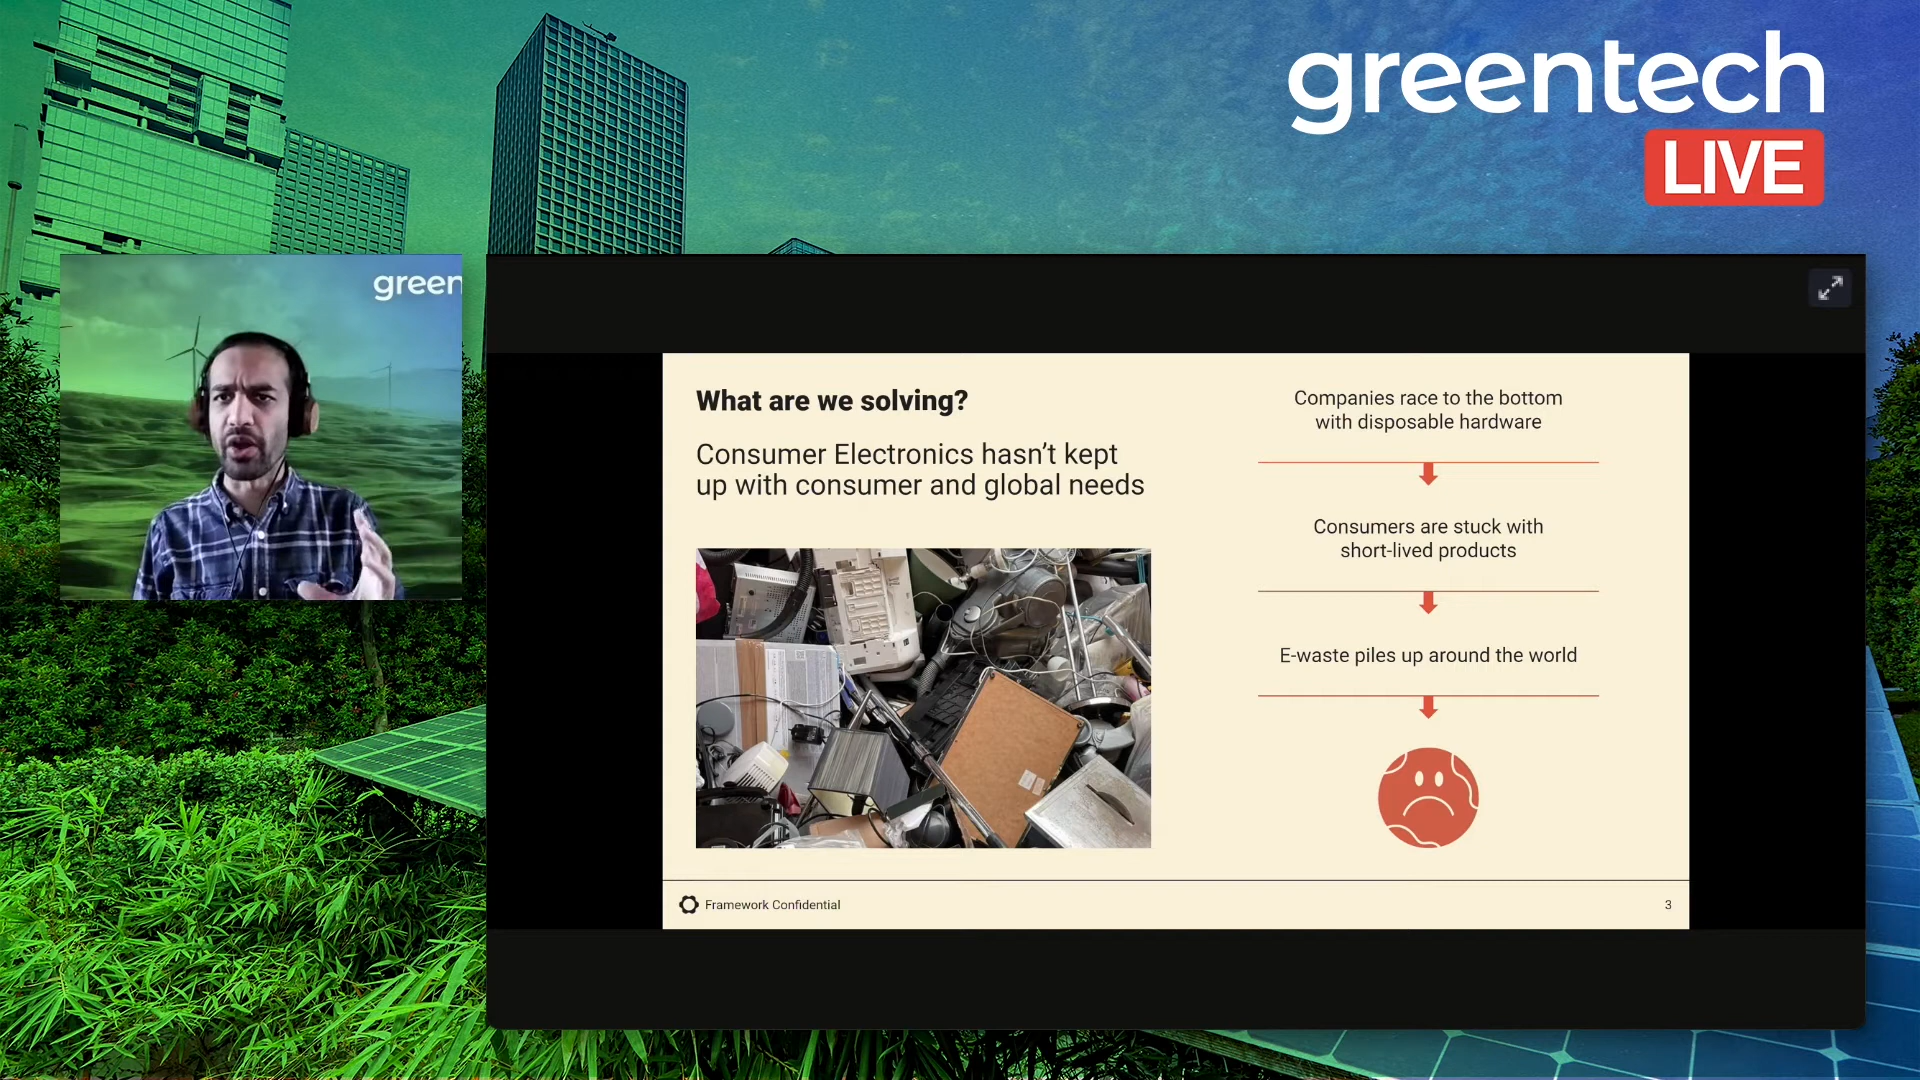 greentech
LIVE
green
What are we solving?
Consumer Electronics hasn’t kept
up with consumer and global needs
Companies race to the bottom
with disposable hardware
Consumers are stuck with
short-lived products
E-waste piles up around the world
Framework Confidential
3